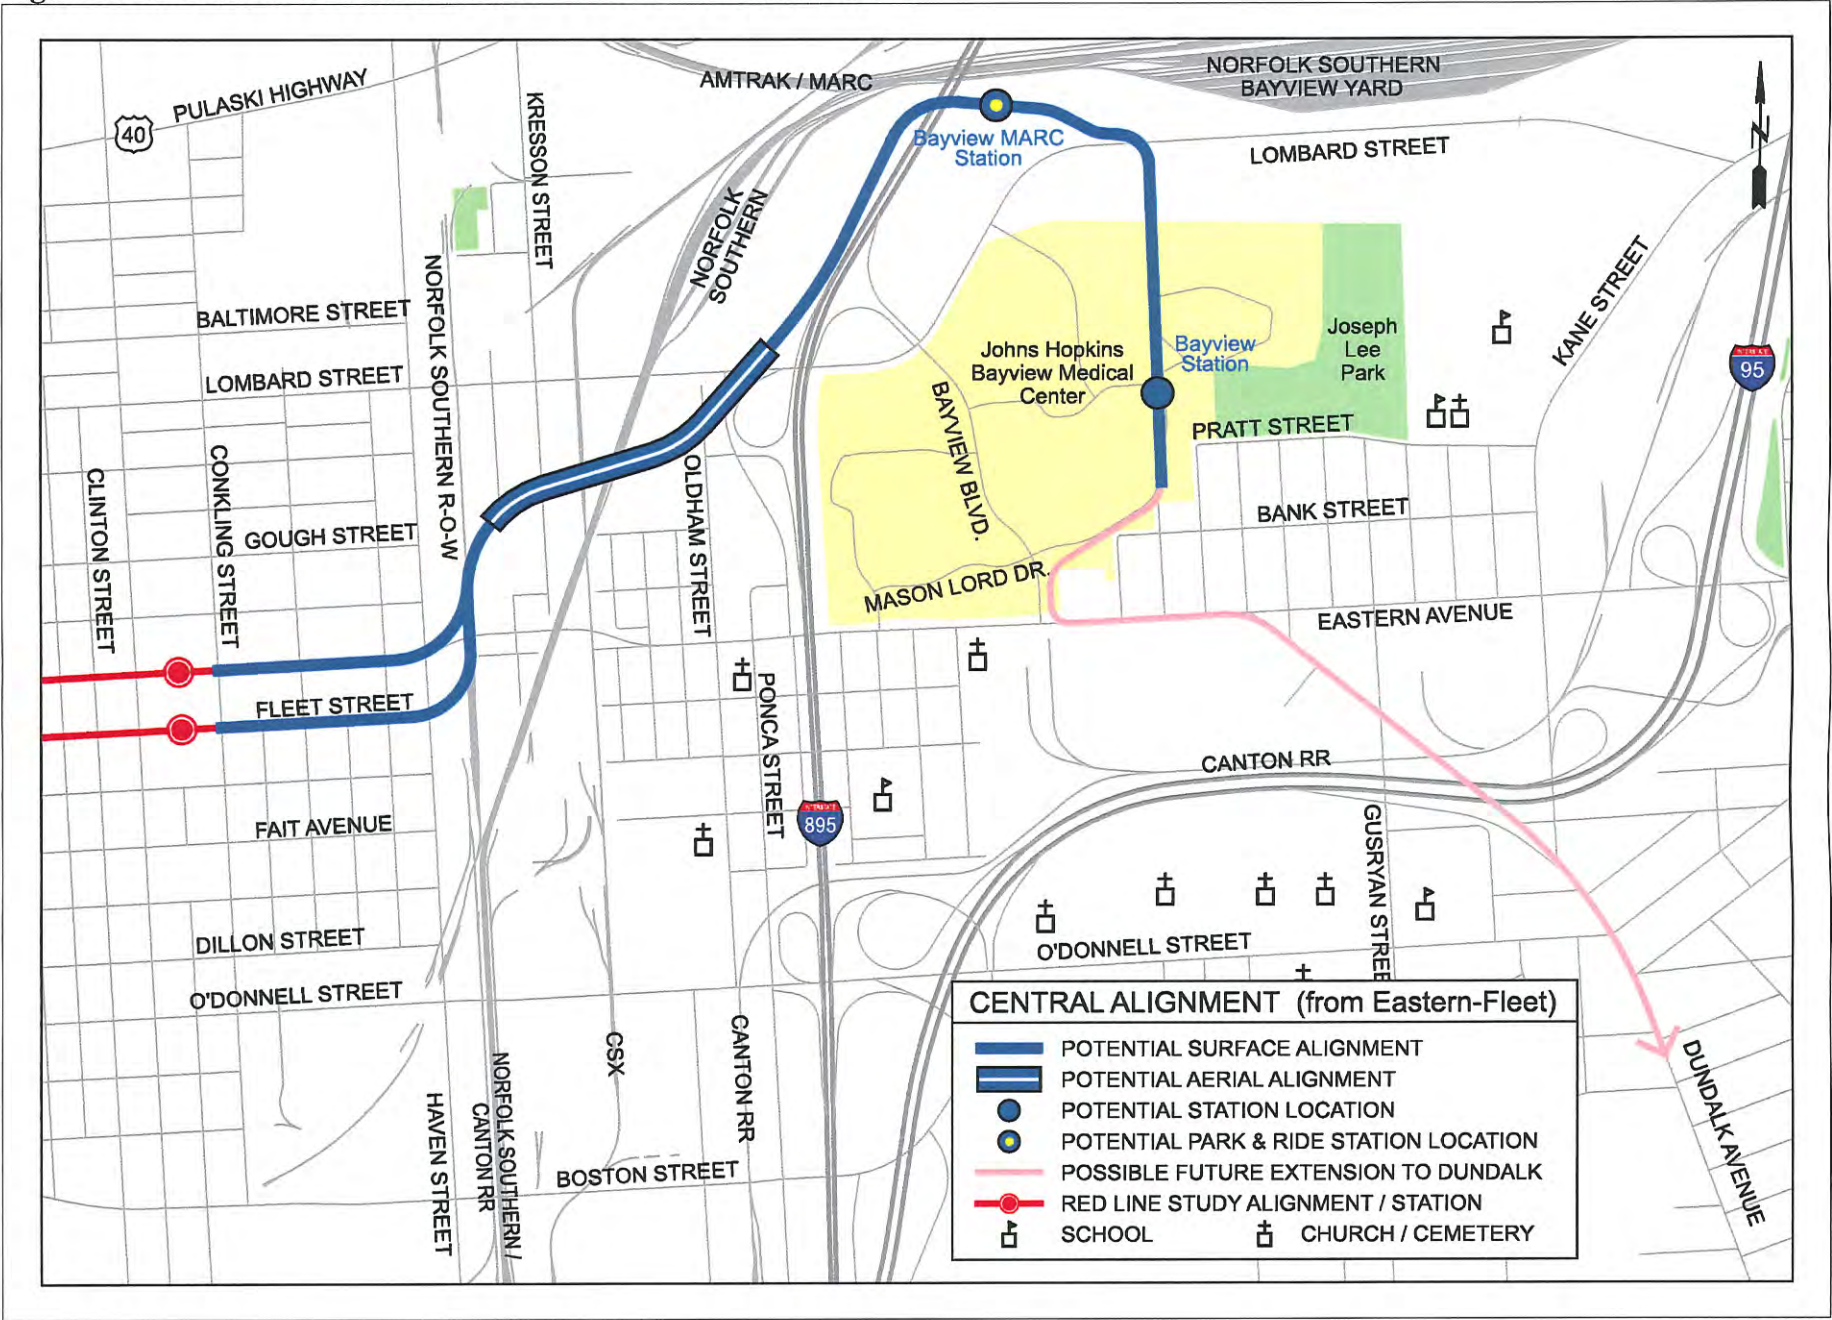 AMTRAK / MARC
NORFOLK SOUTHERN
BAYVIEW YARD
PULASKI HIGHWAY
40
KRESSON STREET
Bayview MARC
Station
LOMBARD STREET
N
NORFOLK
SOUTHERN
KANE STREET
NORFOLK SOUTHERN R-O-W
BALTIMORE STREET
LOMBARD STREET
Johns Hopkins
Bayview Medical
Center
Bayview
Station
Joseph
Lee
Park
95
BAYVIEW BLVD.
PRATT STREET
CLINTON STREET
CONKLING STREET
GOUGH STREET
OLDHAM STREET
BANK STREET
MASON LORD DR.
EASTERN AVENUE
FLEET STREET
PONCA STREET
CANTON RR
FAIT AVENUE
895
GUSRYAN STREE
DILLON STREET
O'DONNELL STREET
O'DONNELL STREET
CSX
CANTON RR
HAVEN STREET
NORFOLK SOUTHERN /
CANTON RR
BOSTON STREET
DUNDALK AVENUE
CENTRAL ALIGNMENT (from Eastern-Fleet)
POTENTIAL SURFACE ALIGNMENT
POTENTIAL AERIAL ALIGNMENT
POTENTIAL STATION LOCATION
POTENTIAL PARK & RIDE STATION LOCATION
POSSIBLE FUTURE EXTENSION TO DUNDALK
RED LINE STUDY ALIGNMENT / STATION
SCHOOL CHURCH / CEMETERY